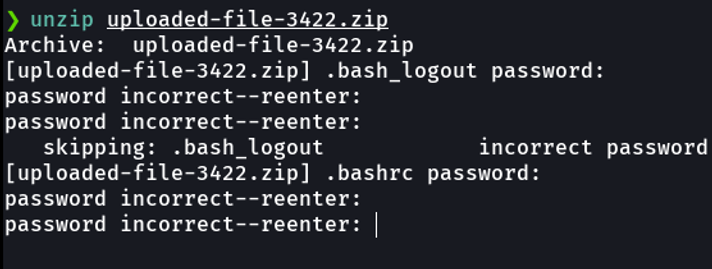 ❯ unzip uploaded-file-3422.zip
Archive:  uploaded-file-3422.zip
[uploaded-file-3422.zip] .bash_logout password:
password incorrect--reenter:
password incorrect--reenter:
   skipping: .bash_logout            incorrect password
[uploaded-file-3422.zip] .bashrc password:
password incorrect--reenter:
password incorrect--reenter: